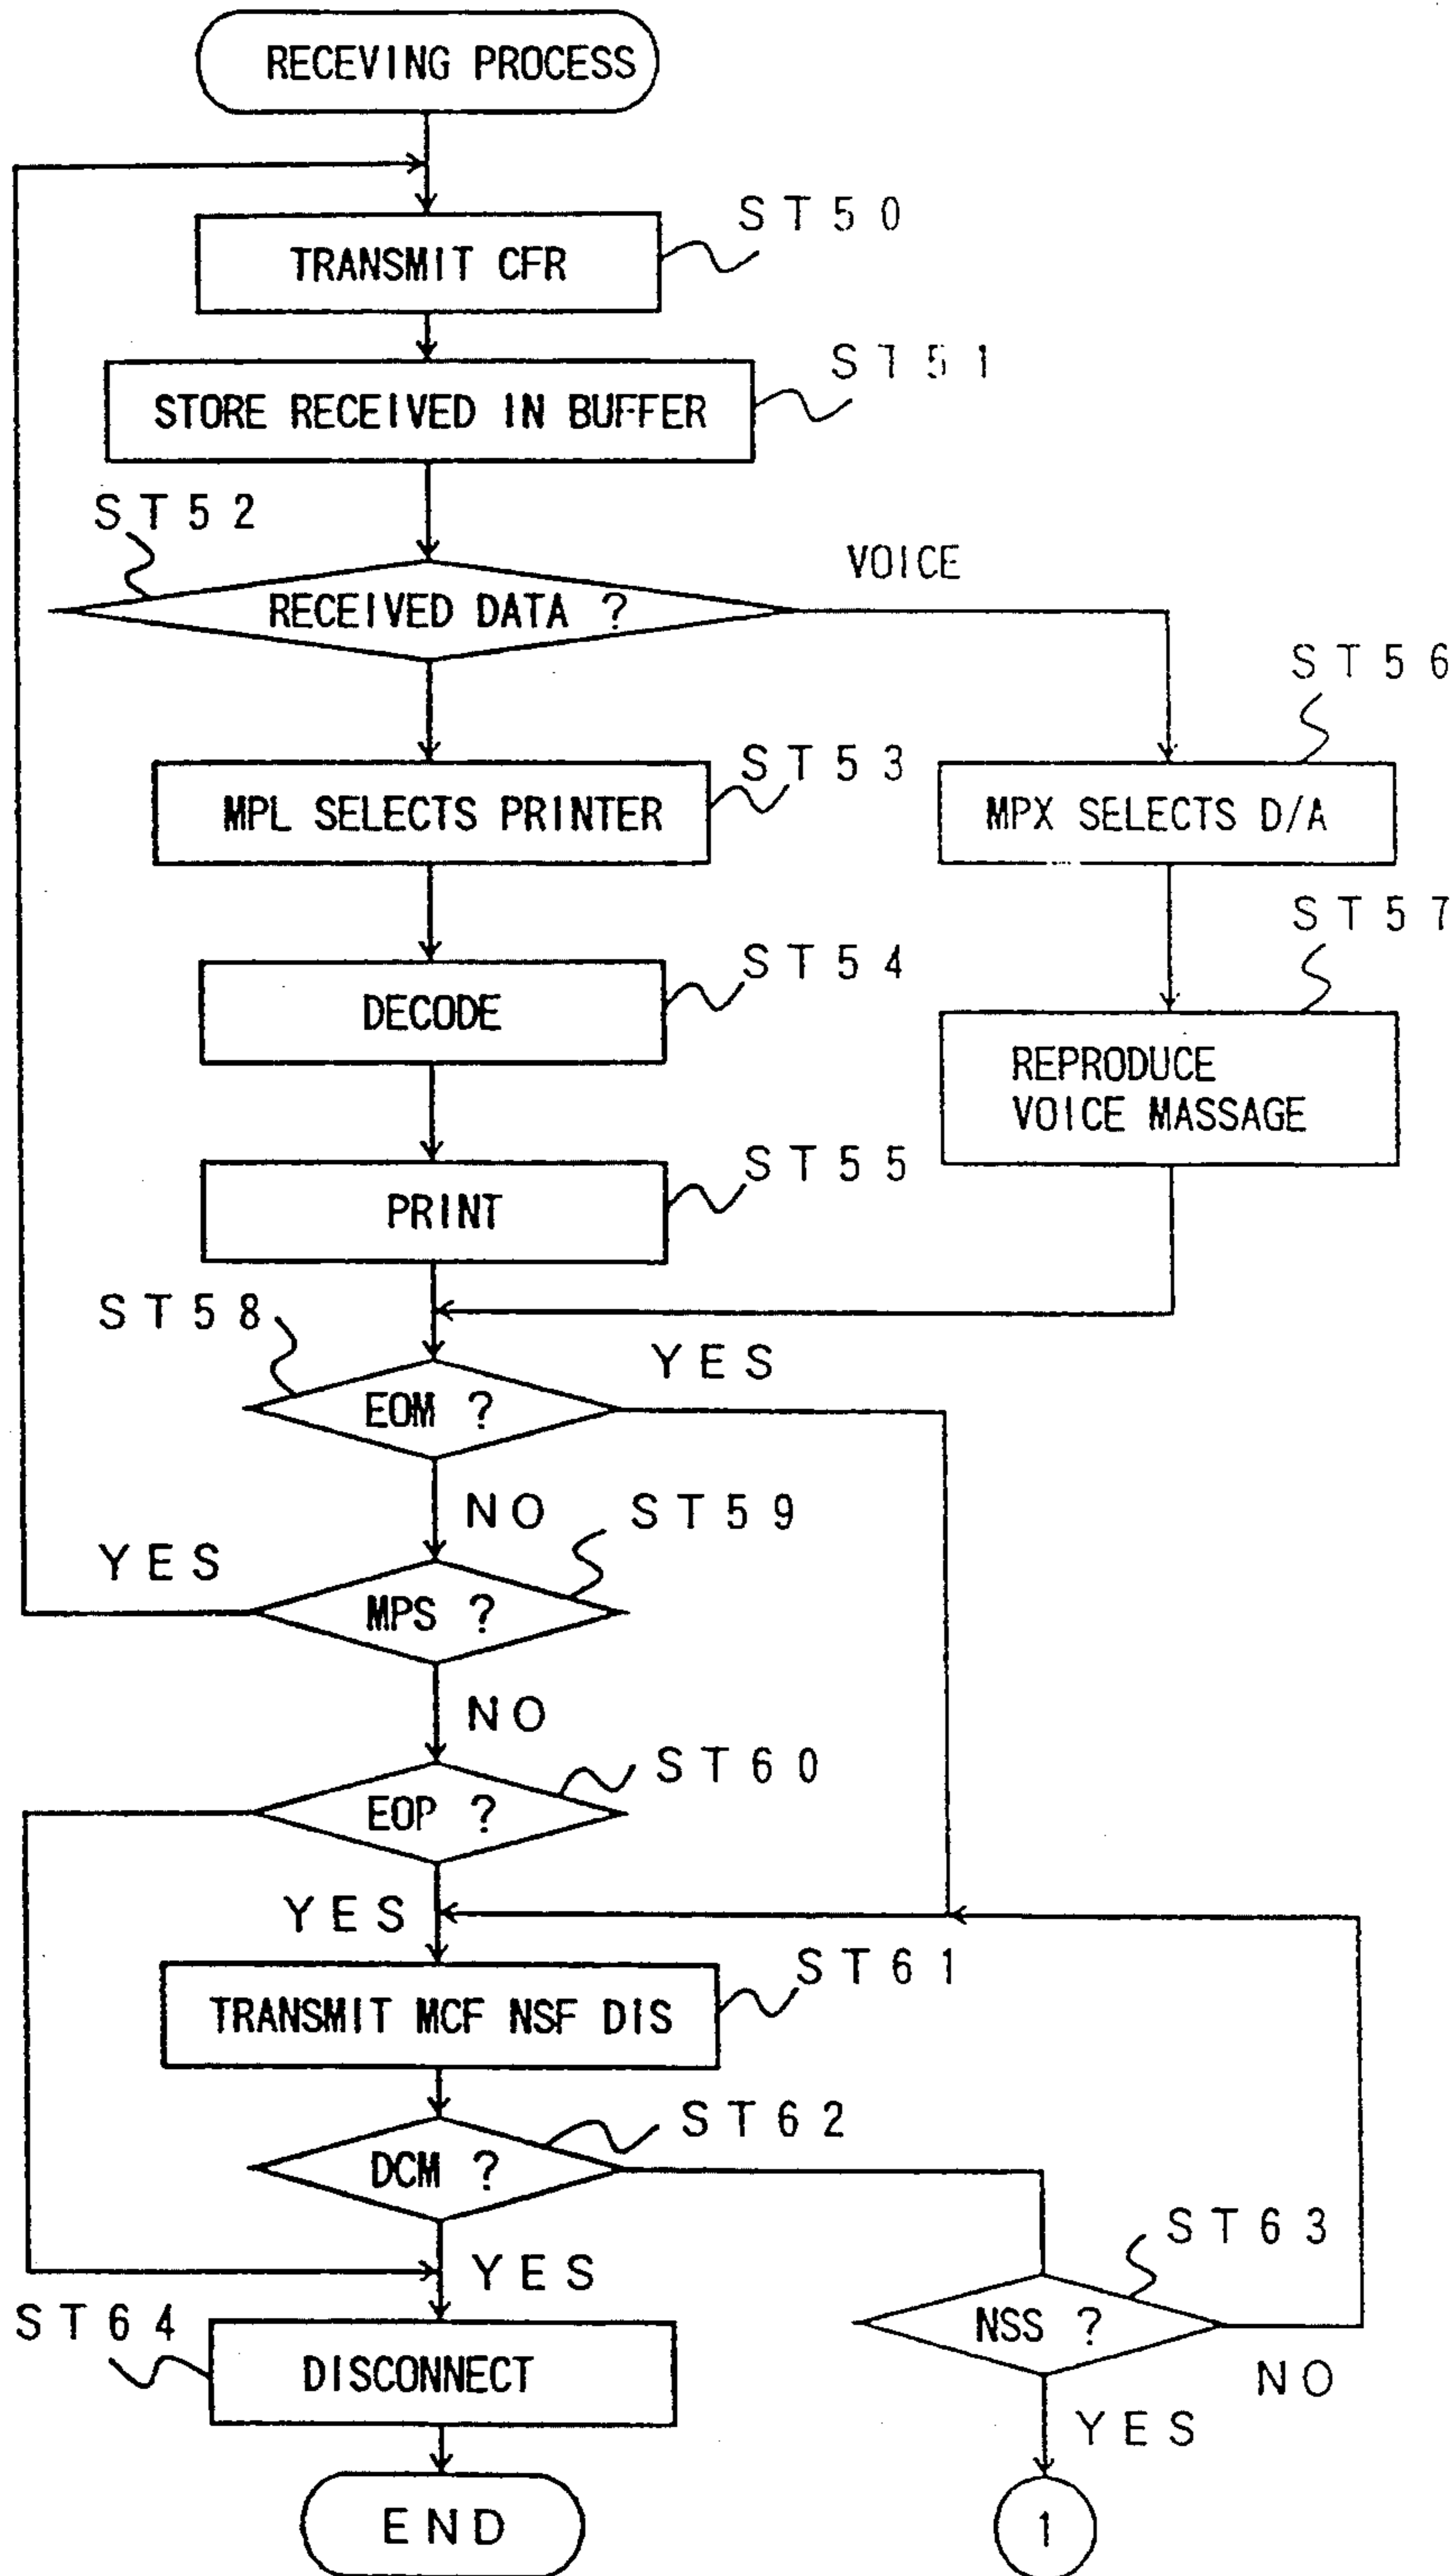 RECEVING PROCESS
ST50
TRANSMIT CFR
ST51
STORE RECEIVED IN BUFFER
ST52
VOICE
RECEIVED DATA ?
ST56
ST53
MPL SELECTS PRINTER
MPX SELECTS D/A
ST57
ST54
DECODE
REPRODUCE
VOICE MASSAGE
ST55
PRINT
ST58
YES
EOM ?
NO
ST59
YES
MPS ?
NO
ST60
EOP ?
YES
ST61
TRANSMIT MCF NSF DIS
ST62
DCM ?
ST63
YES
ST64
NSS ?
DISCONNECT
NO
YES
END
1